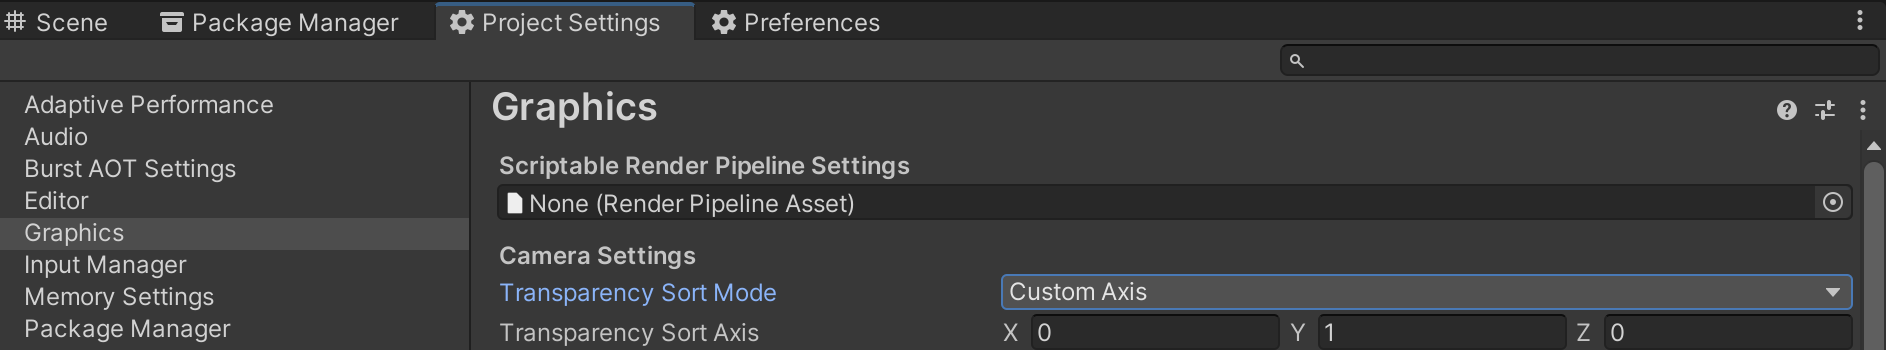 Scene Package Manager Project Settings Preferences
Adaptive Performance
Audio
Burst AOT Settings
Editor
Graphics
Input Manager
Memory Settings
Package Manager
Graphics
Scriptable Render Pipeline Settings
None (Render Pipeline Asset)
Camera Settings
Transparency Sort Mode Custom Axis
Transparency Sort Axis X 0 Y 1 Z 0